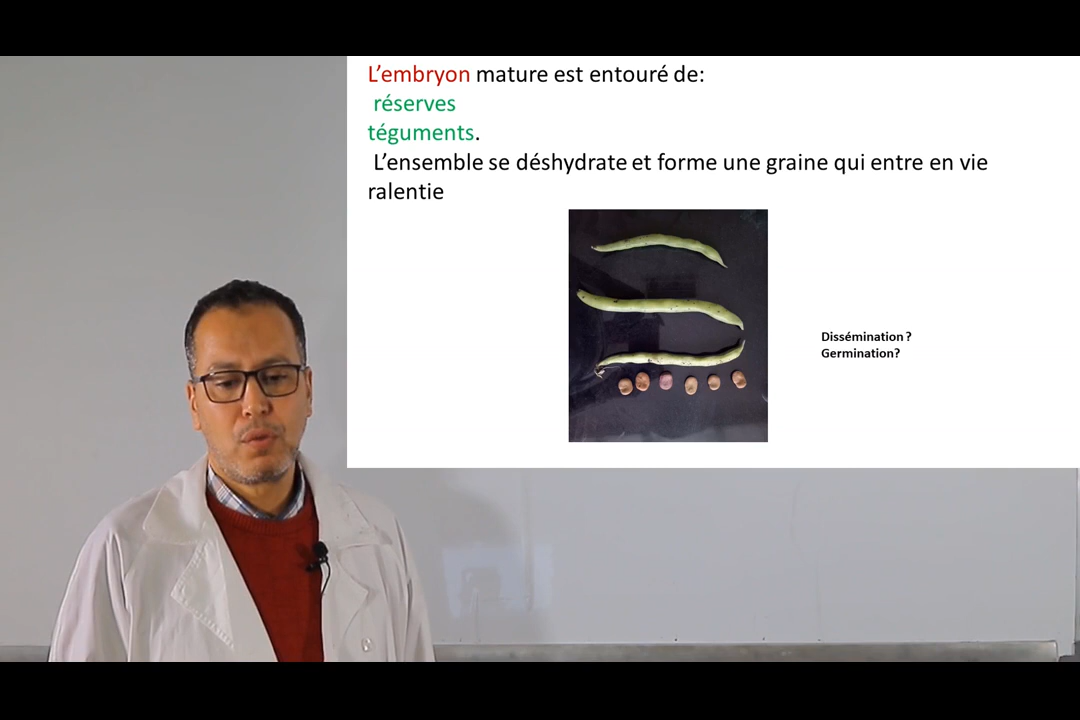 L'embryon mature est entouré de:
réserves
téguments.
L'ensemble se déshydrate et forme une graine qui entre en vie
ralentie
Dissémination ?
Germination?